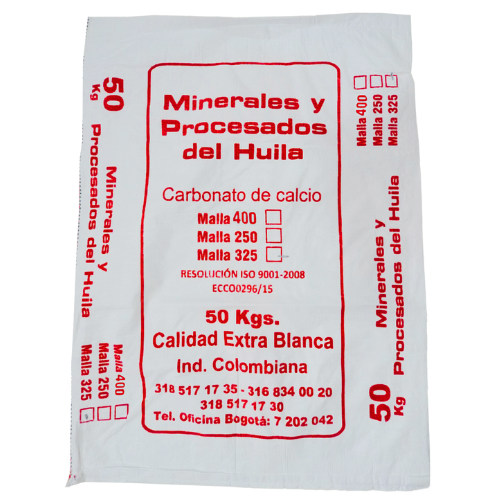 50
Kg
Minerales y
Procesados del Huila
Malla 400
Malla 250
Malla 325
Minerales y
Procesados
del Huila
Carbonato de calcio
Malla 400
Malla 250
Malla 325
RESOLUCIÓN ISO 9001-2008
ECCO0296/15
50 Kgs.
Calidad Extra Blanca
Ind. Colombiana
318 517 17 35 - 316 834 00 20
318 517 17 30
Tel. Oficina Bogotá: 7 202 042
Malla 400
Malla 250
Malla 325
Minerales y
Procesados del Huila
50
Kg